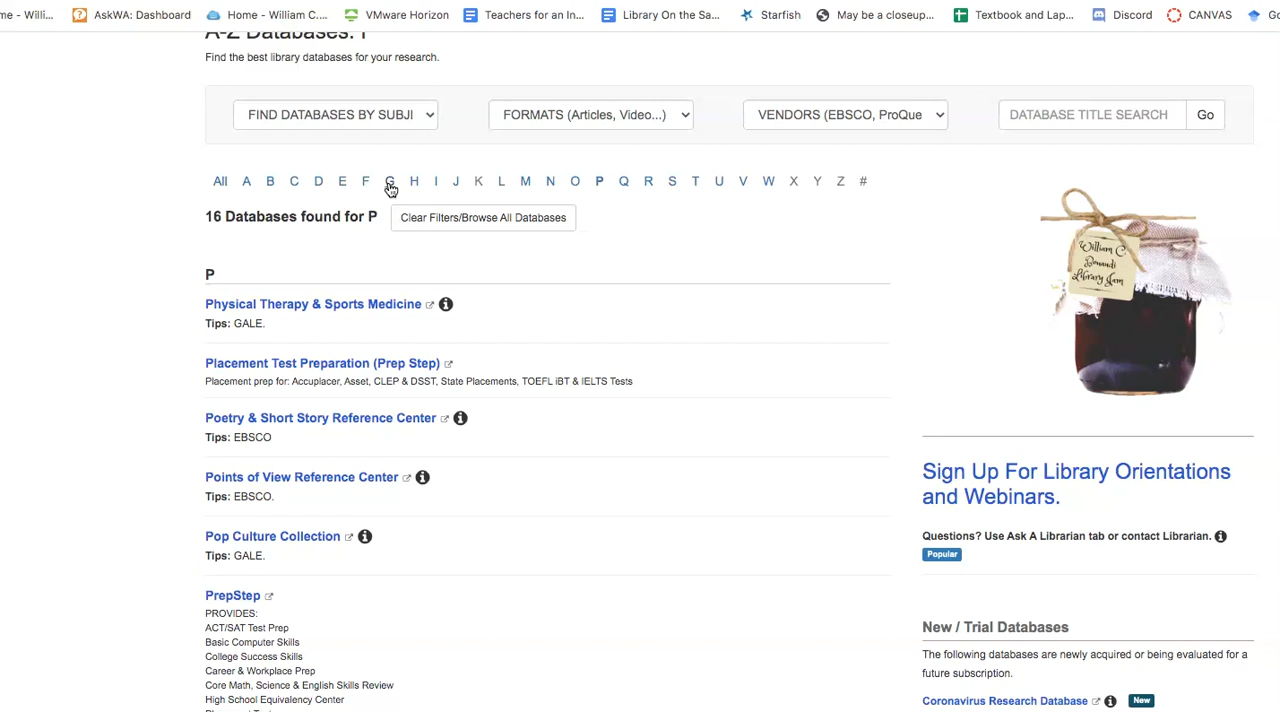 me - Willi...
AskWA: Dashboard
Home - William C....
VMware Horizon
Teachers for an In...
Library On the Sa...
Starfish
May be a closeup...
Textbook and Lap...
Discord
CANVAS
Go
A-Z Databases:
Find the best library databases for your research.
FIND DATABASES BY SUBJ
FORMATS (Articles, Video...)
VENDORS (EBSCO, ProQue
DATABASE TITLE SEARCH
Go
All A B C D E F G H I J K L M N O P Q R S T U V W X Y Z #
16 Databases found for P
Clear Filters/Browse All Databases
P
Physical Therapy & Sports Medicine
Tips: GALE.
Placement Test Preparation (Prep Step)
Placement prep for: Accuplacer, Asset, CLEP & DSST, State Placements, TOEFL iBT & IELTS Tests
Poetry & Short Story Reference Center
Tips: EBSCO
Points of View Reference Center
Tips: EBSCO.
Pop Culture Collection
Tips: GALE.
PrepStep
PROVIDES:
ACT/SAT Test Prep
Basic Computer Skills
College Success Skills
Career & Workplace Prep
Core Math, Science & English Skills Review
High School Equivalency Center
William C.
Library Jam
Sign Up For Library Orientations
and Webinars.
Questions? Use Ask A Librarian tab or contact Librarian.
Popular
New / Trial Databases
The following databases are newly acquired or being evaluated for a
future subscription.
Coronavirus Research Database
New